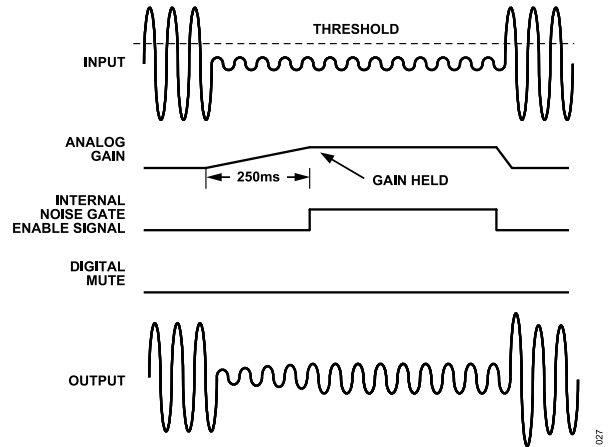 THRESHOLD
INPUT
ANALOG
GAIN
250ms
GAIN HELD
INTERNAL
NOISE GATE
ENABLE SIGNAL
DIGITAL
MUTE
OUTPUT
027